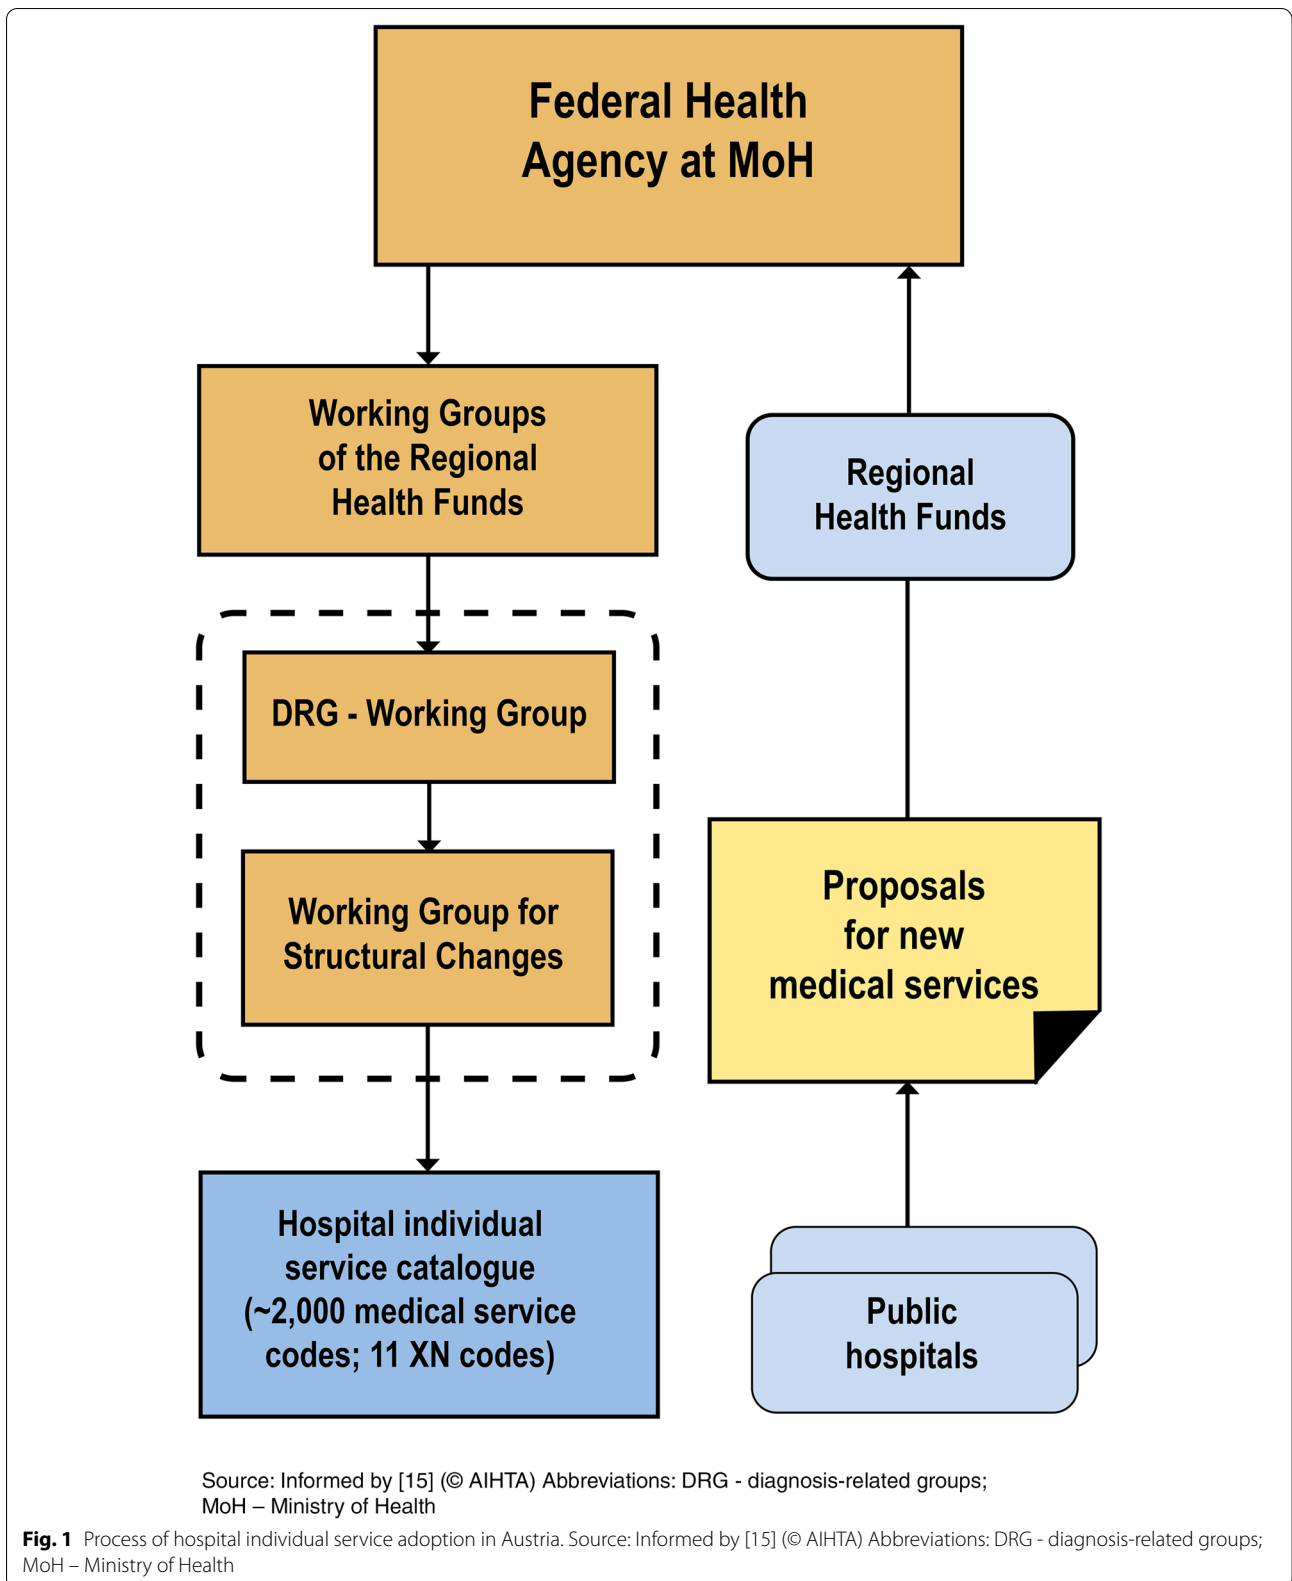 Federal Health
Agency at MoH
Working Groups
of the Regional
Health Funds
Regional
Health Funds
DRG - Working Group
Working Group for
Structural Changes
Proposals
for new
medical services
Hospital individual
service catalogue
(~2,000 medical service
codes; 11 XN codes)
Public
hospitals
Source: Informed by [15] (© AIHTA) Abbreviations: DRG - diagnosis-related groups;
MoH – Ministry of Health
Fig. 1 Process of hospital individual service adoption in Austria. Source: Informed by [15] (© AIHTA) Abbreviations: DRG - diagnosis-related groups;
MoH – Ministry of Health